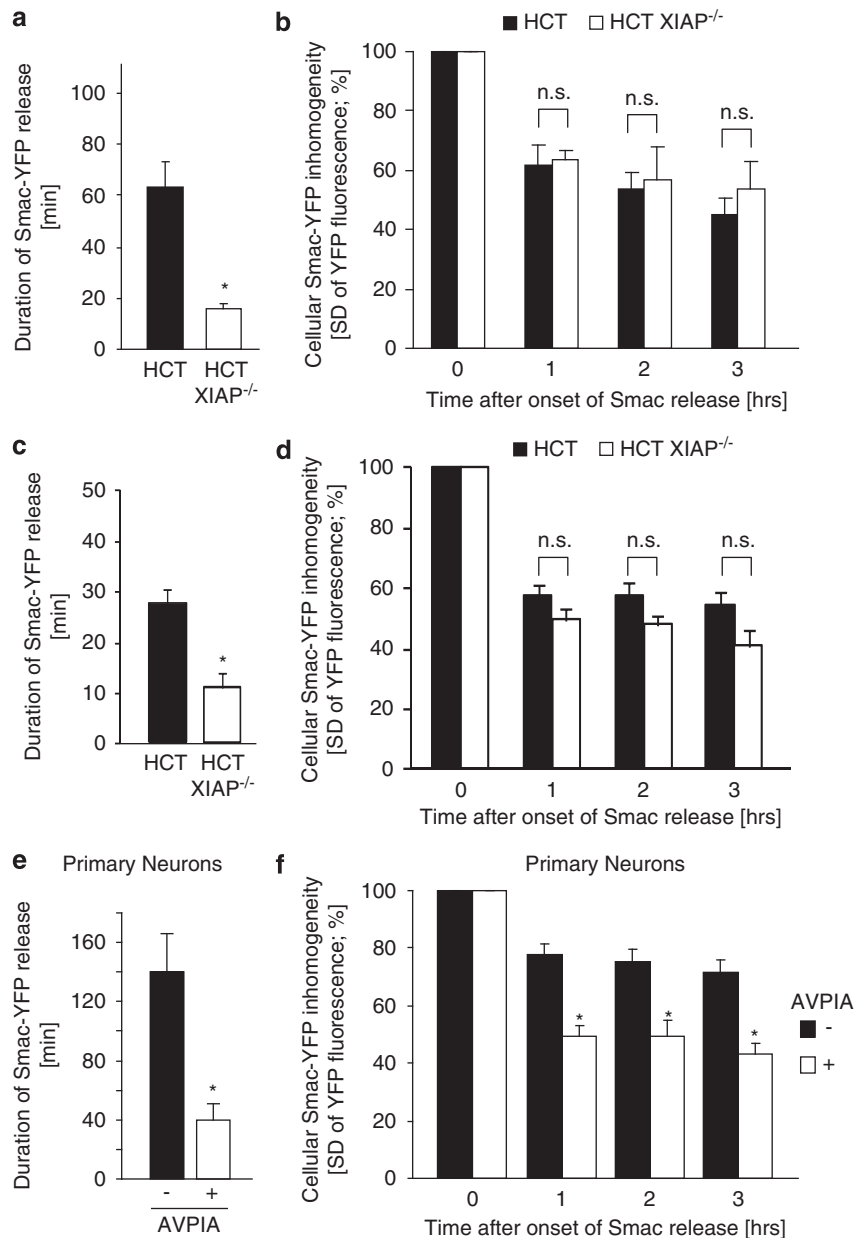 a
Duration of Smac-YFP release
[min]
100
80
60
40
20
0
*
HCT
HCT
XIAP-/-
b
HCT
HCT XIAP-/-
Cellular Smac-YFP inhomogeneity
[SD of YFP fluorescence; %]
100
80
60
40
20
0
n.s.
n.s.
n.s.
0
1
2
3
Time after onset of Smac release [hrs]
c
Duration of Smac-YFP release
[min]
50
40
30
20
10
0
*
HCT
HCT
XIAP-/-
d
HCT
HCT XIAP-/-
Cellular Smac-YFP inhomogeneity
[SD of YFP fluorescence; %]
100
80
60
40
20
0
n.s.
n.s.
n.s.
0
1
2
3
Time after onset of Smac release [hrs]
e
Primary Neurons
Duration of Smac-YFP release
[min]
160
120
80
40
0
*
-
+
AVPIA
f
Primary Neurons
Cellular Smac-YFP inhomogeneity
[SD of YFP fluorescence; %]
100
80
60
40
20
0
*
*
*
AVPIA
-
+
0
1
2
3
Time after onset of Smac release [hrs]